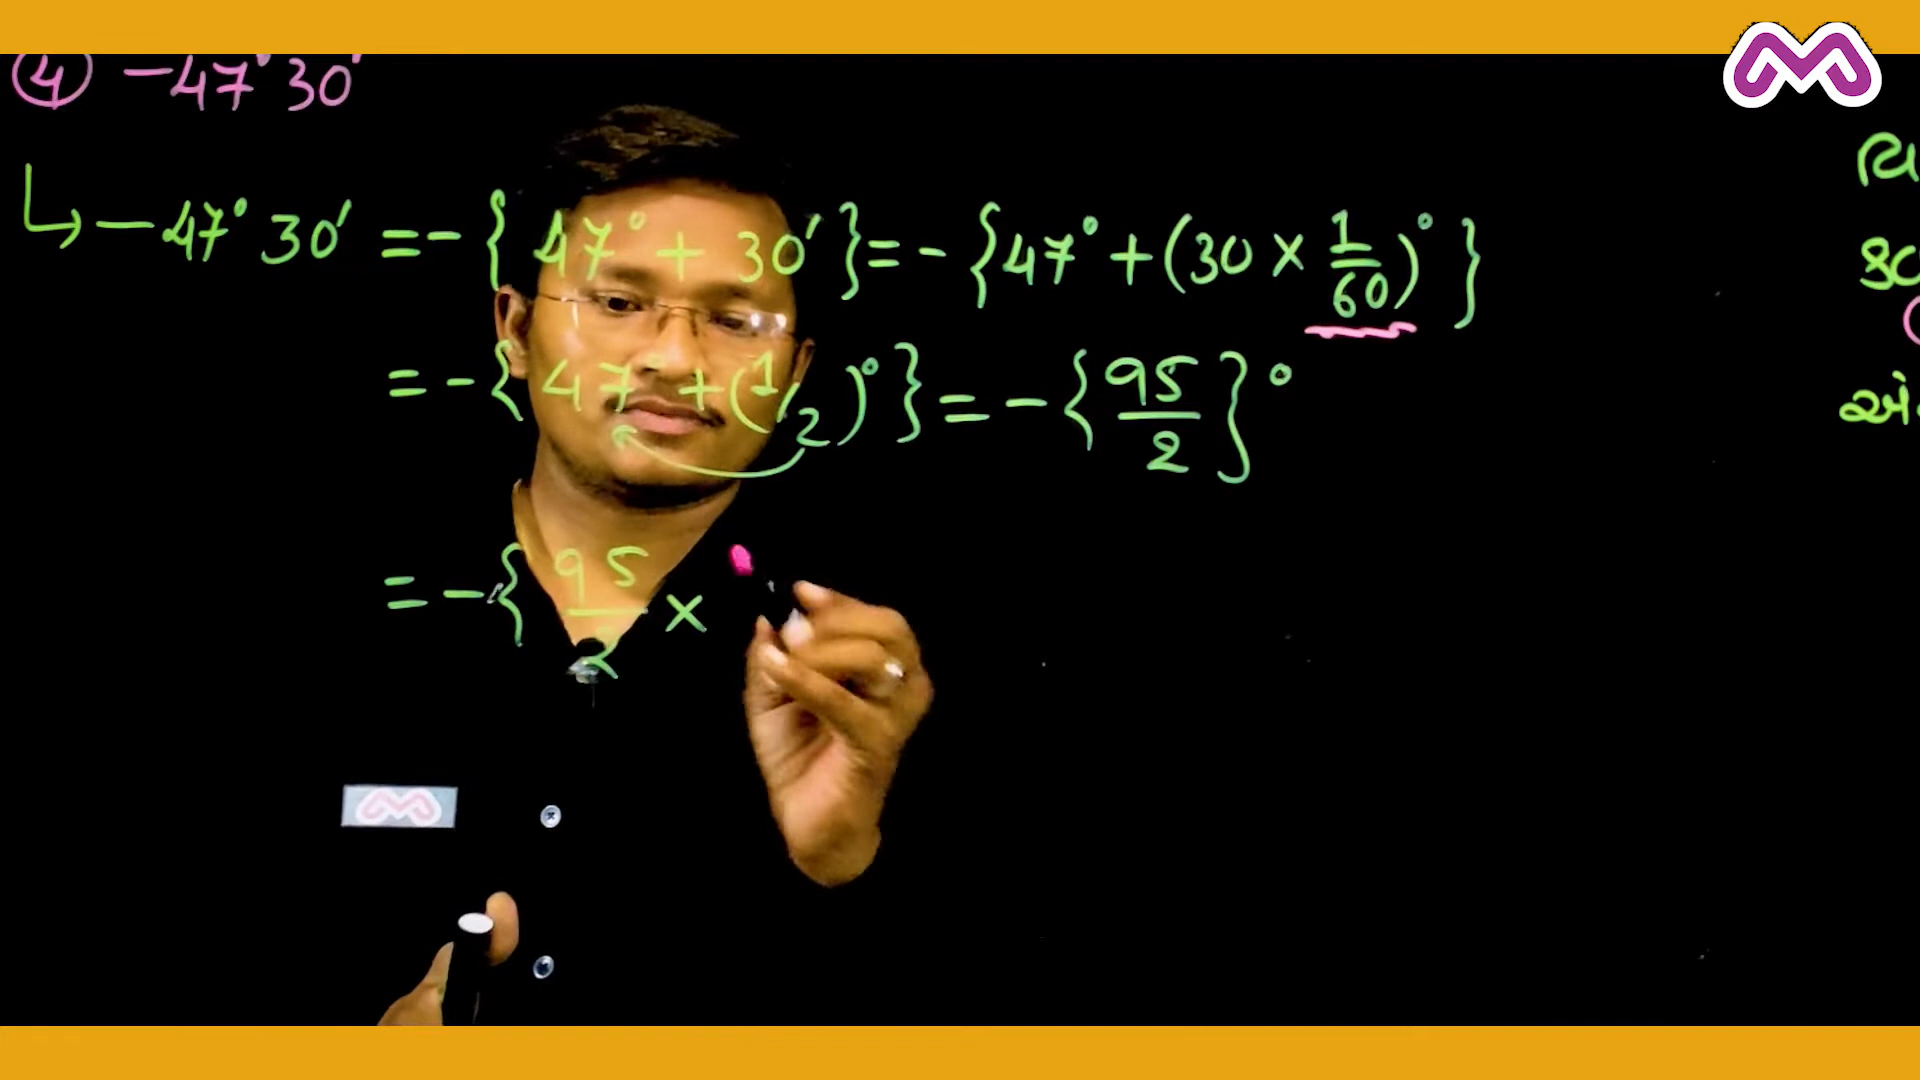 ④ -47° 30'
↳ -47° 30' = -{ 47° + 30' } = -{ 47° + (30 × 1/60)° }
= -{ 47 + (1/2)° } = -{ 95/2 }°
= -{ 95/2 ×